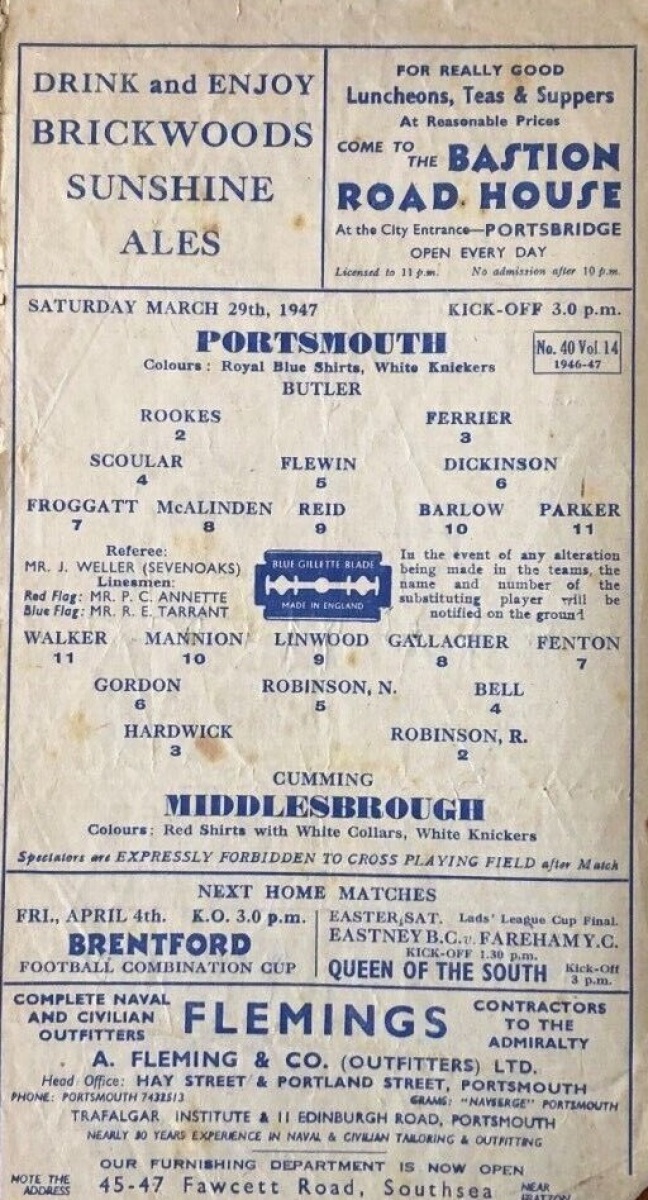 DRINK and ENJOY
BRICKWOODS
SUNSHINE
ALES
FOR REALLY GOOD
Luncheons, Teas & Suppers
At Reasonable Prices
COME TO THE BASTION
ROAD HOUSE
At the City Entrance—PORTSBRIDGE
OPEN EVERY DAY
Licensed to 11 p.m. No admission after 10 p.m.
SATURDAY MARCH 29th, 1947 KICK-OFF 3.0 p.m.
PORTSMOUTH
No. 40 Vol 14
1946-47
Colours: Royal Blue Shirts, White Knickers
BUTLER
ROOKES FERRIER
2 3
SCOULAR FLEWIN DICKINSON
4 5 6
FROGGATT McALINDEN REID BARLOW PARKER
7 8 9 10 11
Referee:
MR. J. WELLER (SEVENOAKS)
Linesmen:
Red Flag: MR. P. C. ANNETTE
Blue Flag: MR. R. E. TARRANT
BLUE GILLETTE BLADE
MADE IN ENGLAND
In the event of any alteration
being made in the teams, the
name and number of the
substituting player will be
notified on the ground
WALKER MANNION LINWOOD GALLACHER FENTON
11 10 9 8 7
GORDON ROBINSON, N. BELL
6 5 4
HARDWICK ROBINSON, R.
3 2
CUMMING
MIDDLESBROUGH
Colours: Red Shirts with White Collars, White Knickers
Spectators are EXPRESSLY FORBIDDEN TO CROSS PLAYING FIELD after Match
NEXT HOME MATCHES
FRI., APRIL 4th. K.O. 3.0 p.m.
BRENTFORD
FOOTBALL COMBINATION CUP
EASTER, SAT. Lads' League Cup Final.
EASTNEY B.C. v. FAREHAM Y.C.
KICK-OFF 1.30 p.m.
QUEEN OF THE SOUTH Kick-Off 3 p.m.
COMPLETE NAVAL
AND CIVILIAN
OUTFITTERS
FLEMINGS
CONTRACTORS
TO THE
ADMIRALTY
A. FLEMING & CO. (OUTFITTERS) LTD.
Head Office: HAY STREET & PORTLAND STREET, PORTSMOUTH
PHONE: PORTSMOUTH GRAMS: "NAVSERGE" PORTSMOUTH
TRAFALGAR INSTITUTE & 11 EDINBURGH ROAD, PORTSMOUTH
NEARLY 30 YEARS EXPERIENCE IN NAVAL & CIVILIAN TAILORING & OUTFITTING
OUR FURNISHING DEPARTMENT IS NOW OPEN
NOTE THE
ADDRESS
45-47 Fawcett Road, Southsea
NEAR
FRATTON